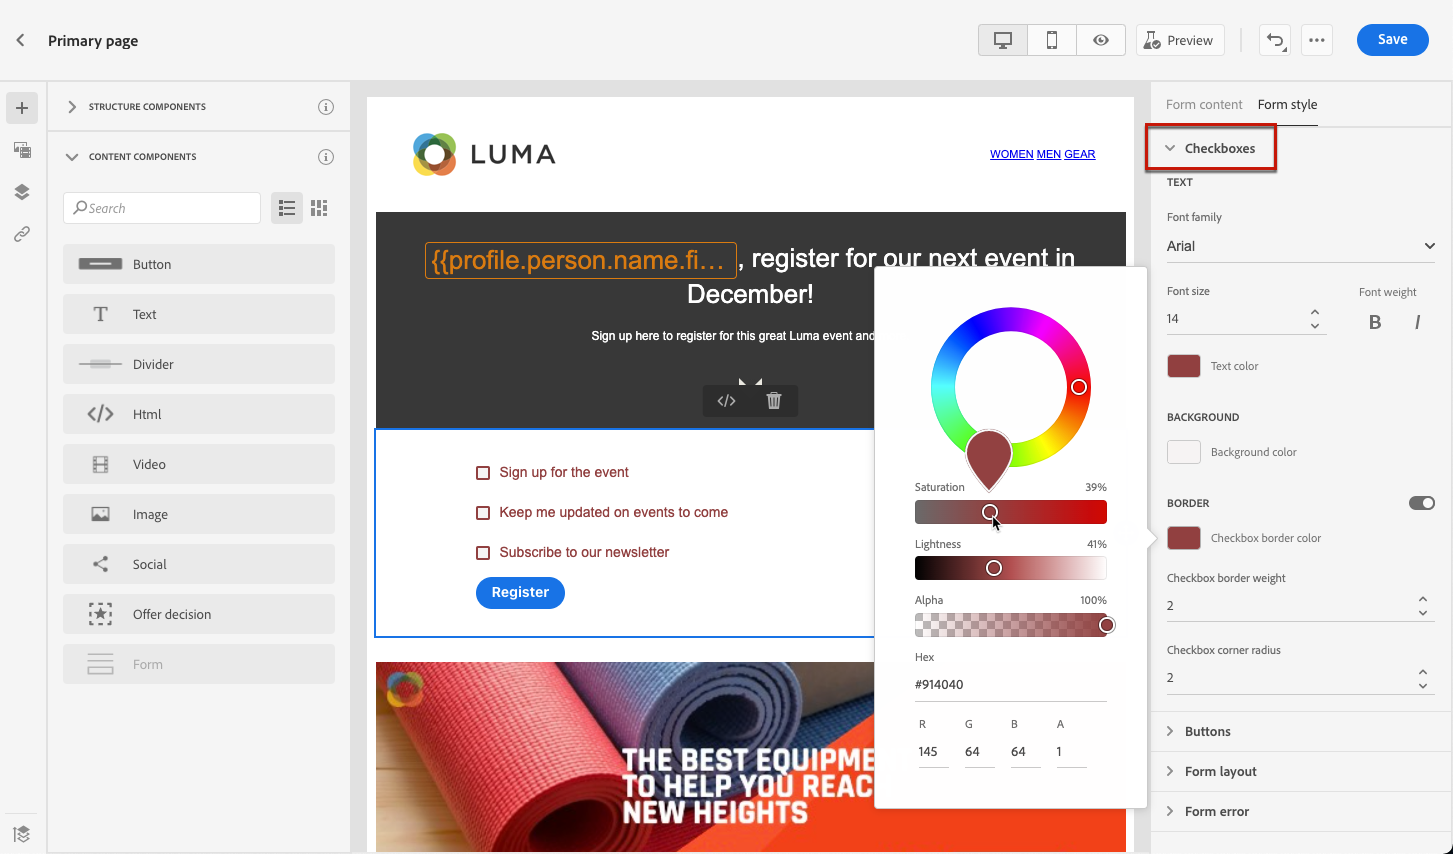 Primary page
Preview
Save
STRUCTURE COMPONENTS
CONTENT COMPONENTS
Search
Button
Text
Divider
Html
Video
Image
Social
Offer decision
Form
LUMA
WOMEN MEN GEAR
{{profile.person.name.fi... , register for our next event in
December!
Sign up here to register for this great Luma event and
Sign up for the event
Keep me updated on events to come
Subscribe to our newsletter
Register
THE BEST EQUIPME
TO HELP YOU REAC
NEW HEIGHTS
Saturation 39%
Lightness 41%
Alpha 100%
Hex
#914040
R G B A
145 64 64 1
Form content Form style
Checkboxes
TEXT
Font family
Arial
Font size Font weight
14 B I
Text color
BACKGROUND
Background color
BORDER
Checkbox border color
Checkbox border weight
2
Checkbox corner radius
2
Buttons
Form layout
Form error